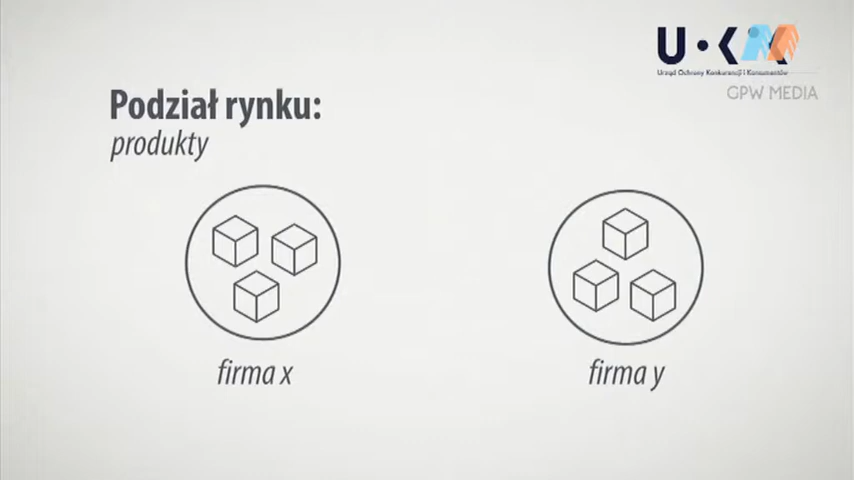 U•K
Urząd Ochrony Konkurencji i Konsumentów
GPW MEDIA
Podział rynku:
produkty
firma x
firma y